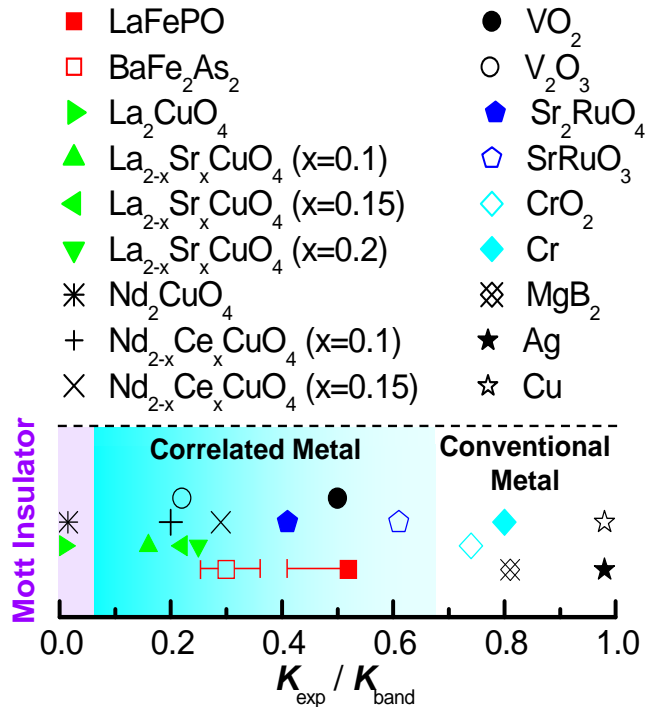 LaFePO
BaFe₂As₂
La₂CuO₄
La₂₋ₓSrₓCuO₄ (x=0.1)
La₂₋ₓSrₓCuO₄ (x=0.15)
La₂₋ₓSrₓCuO₄ (x=0.2)
Nd₂CuO₄
Nd₂₋ₓCeₓCuO₄ (x=0.1)
Nd₂₋ₓCeₓCuO₄ (x=0.15)
VO₂
V₂O₃
Sr₂RuO₄
SrRuO₃
CrO₂
Cr
MgB₂
Ag
Cu
Mott Insulator
Correlated Metal
Conventional
Metal
0.0 0.2 0.4 0.6 0.8 1.0
K_exp / K_band